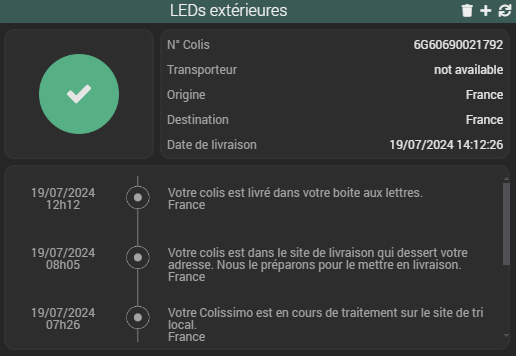 LEDs extérieures
N° Colis 6G60690021792
Transporteur not available
Origine France
Destination France
Date de livraison 19/07/2024 14:12:26
19/07/2024
12h12
Votre colis est livré dans votre boite aux lettres.
France
19/07/2024
08h05
Votre colis est dans le site de livraison qui dessert votre
adresse. Nous le préparons pour le mettre en livraison.
France
19/07/2024
07h26
Votre Colissimo est en cours de traitement sur le site de tri
local.
France